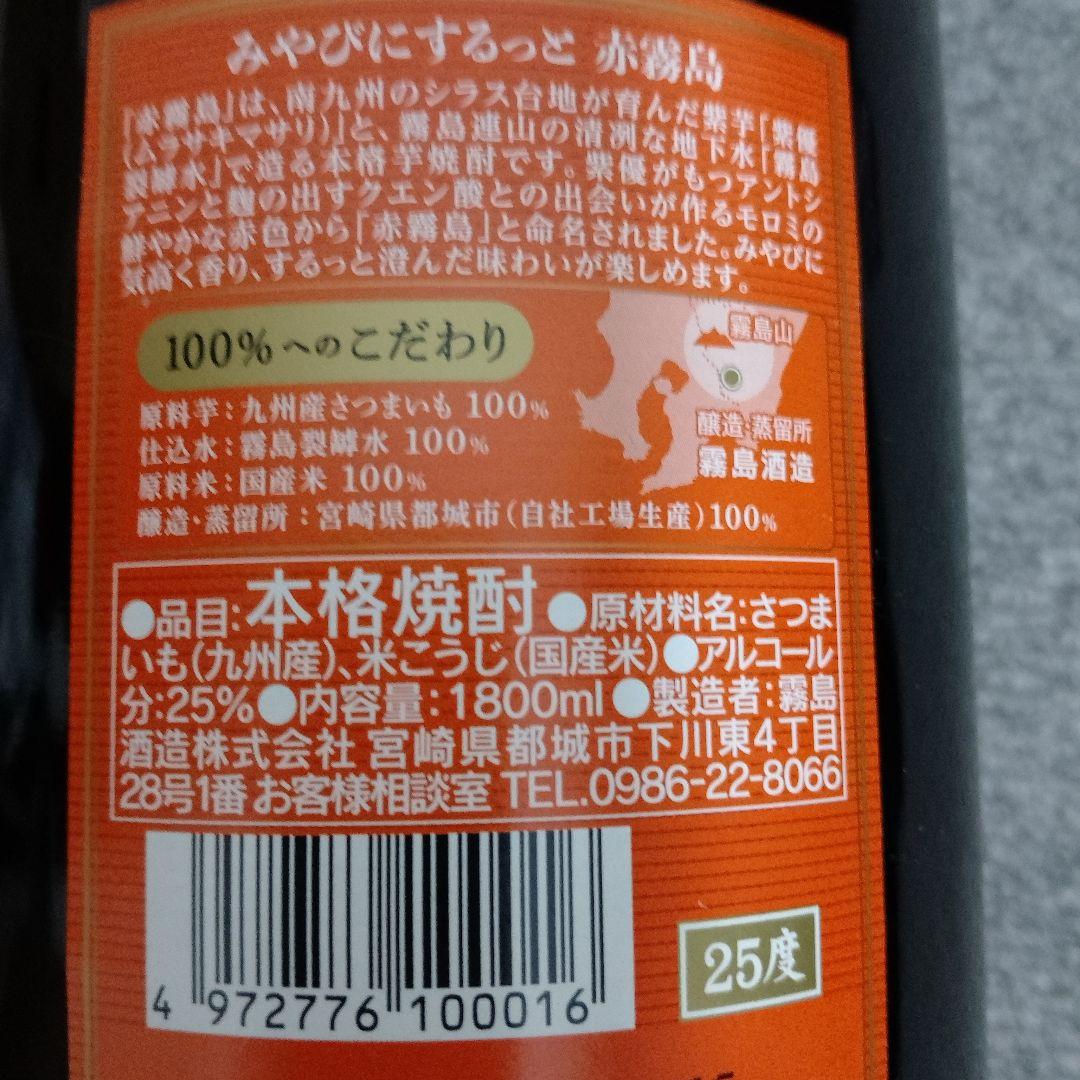 みやびにするっと 赤霧島
「赤霧島」は、南九州のシラス台地が育んだ紫芋「紫優
(ムラサキマサリ)」と、霧島連山の清冽な地下水「霧島
裂罅水」で造る本格芋焼酎です。紫優がもつアントシ
アニンと麹の出すクエン酸との出会いが作るモロミの
鮮やかな赤色から「赤霧島」と命名されました。みやびに
気高く香り、するっと澄んだ味わいが楽しめます。
100%へのこだわり
原料芋:九州産さつまいも 100%
仕込水:霧島裂罅水 100%
原料米:国産米 100%
醸造・蒸留所:宮崎県都城市(自社工場生産)100%
霧島山
醸造・蒸留所
霧島酒造
●品目:本格焼酎●原材料名:さつま
いも(九州産)、米こうじ(国産米)●アルコール
分:25%●内容量:1800ml●製造者:霧島
酒造株式会社 宮崎県都城市下川東4丁目
28号1番 お客様相談室 TEL.0986-22-8066
4 972776 100016
25度